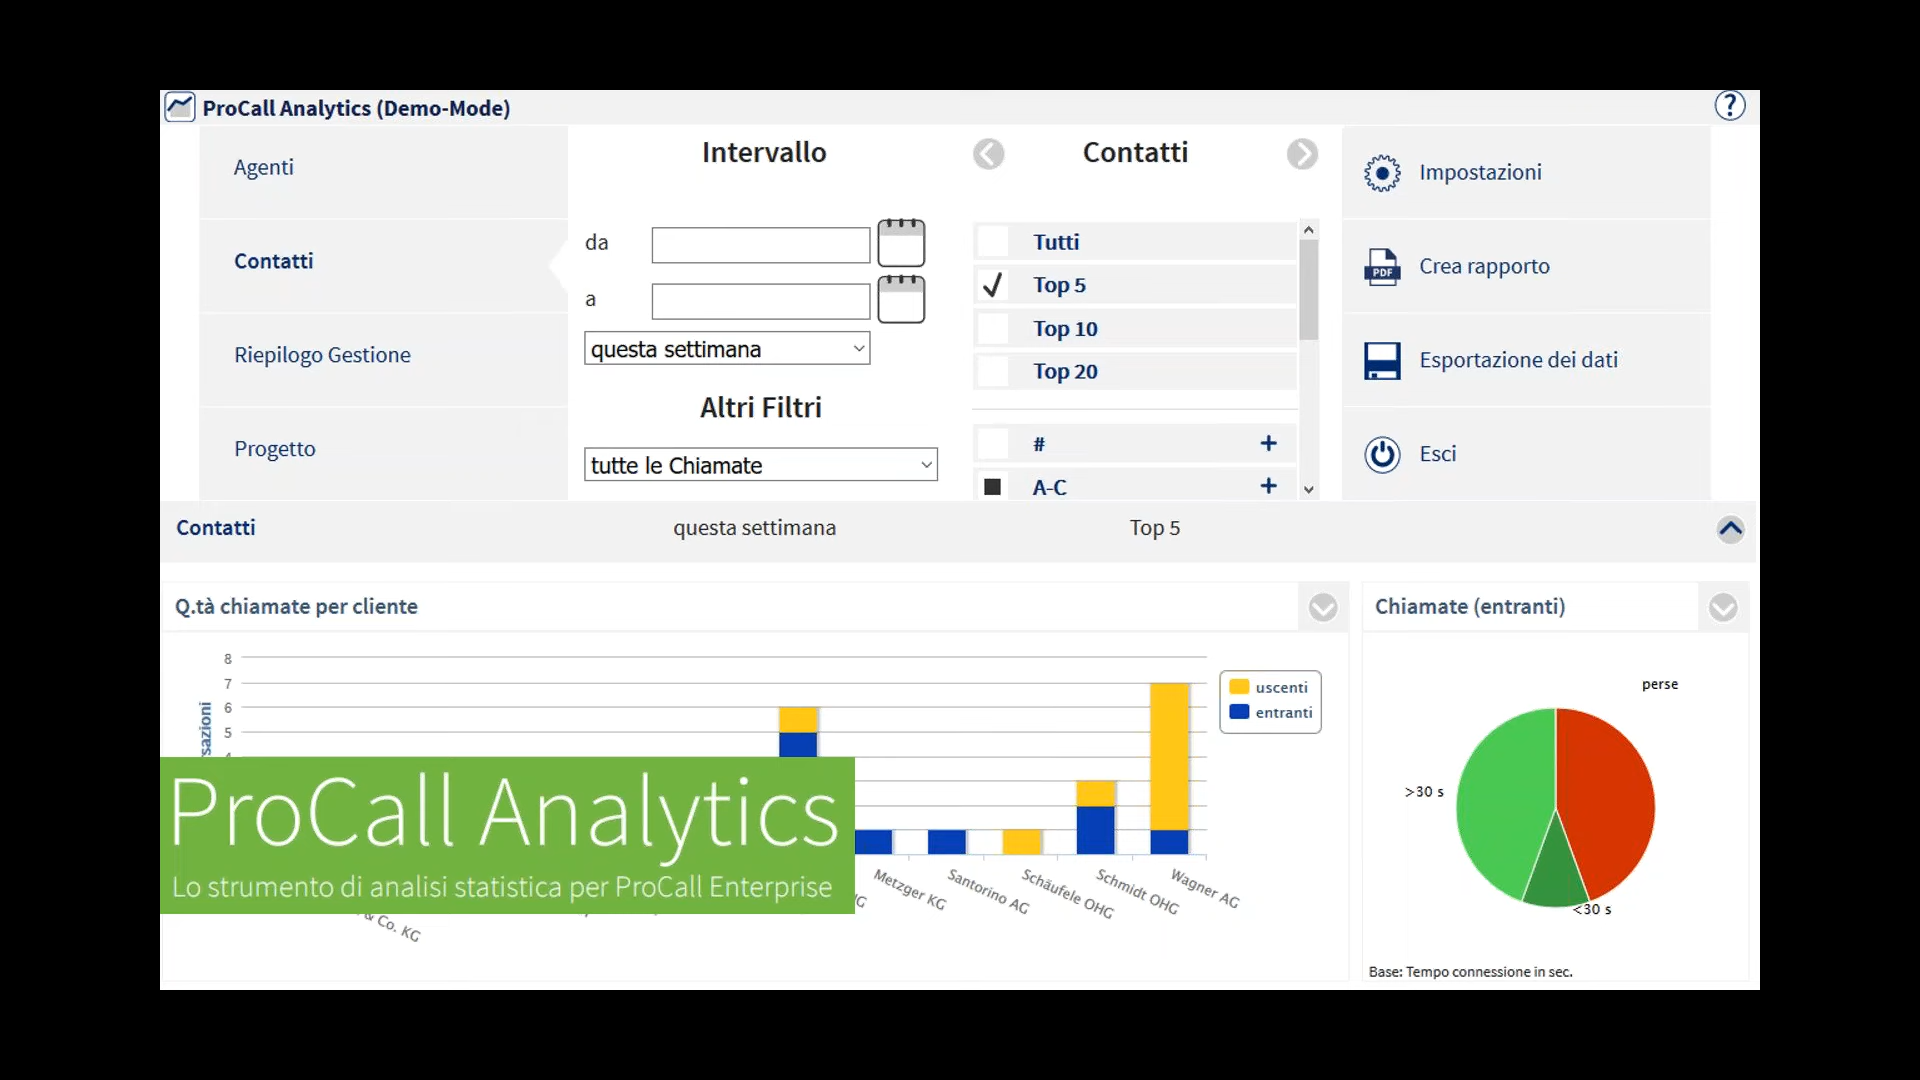 ProCall Analytics (Demo-Mode)
?
Agenti
Contatti
Riepilogo Gestione
Progetto
Intervallo
da
a
questa settimana
Altri Filtri
tutte le Chiamate
Contatti
Tutti
Top 5
Top 10
Top 20
#
+
A-C
+
Impostazioni
PDF
Crea rapporto
Esportazione dei dati
Esci
Contatti
questa settimana
Top 5
Q.tà chiamate per cliente
8
7
6
5
uscenti
entranti
Metzger KG
Santorino AG
Schäufele OHG
Schmidt OHG
Wagner AG
& Co. KG
ProCall Analytics
Lo strumento di analisi statistica per ProCall Enterprise
Chiamate (entranti)
perse
>30 s
<30 s
Base: Tempo connessione in sec.